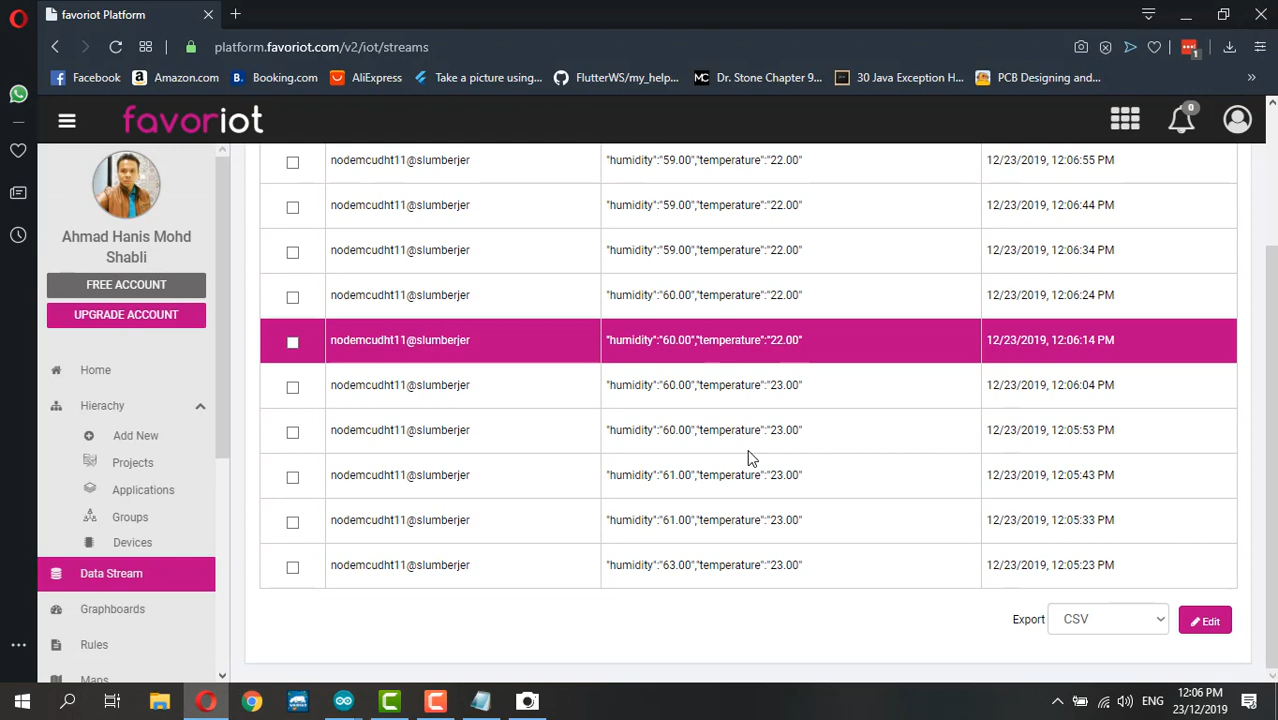 favoriot Platform
platform.favoriot.com/v2/iot/streams
1
Facebook
Amazon.com
Booking.com
AliExpress
Take a picture using...
FlutterWS/my_help...
MC Dr. Stone Chapter 9...
30 Java Exception H...
PCB Designing and...
favoriot
0
Ahmad Hanis Mohd
Shabli
FREE ACCOUNT
UPGRADE ACCOUNT
Home
Hierachy
Add New
Projects
Applications
Groups
Devices
Data Stream
Graphboards
Rules
Maps
nodemcudht11@slumberjer "humidity":"59.00","temperature":"22.00" 12/23/2019, 12:06:55 PM
nodemcudht11@slumberjer "humidity":"59.00","temperature":"22.00" 12/23/2019, 12:06:44 PM
nodemcudht11@slumberjer "humidity":"59.00","temperature":"22.00" 12/23/2019, 12:06:34 PM
nodemcudht11@slumberjer "humidity":"60.00","temperature":"22.00" 12/23/2019, 12:06:24 PM
nodemcudht11@slumberjer "humidity":"60.00","temperature":"22.00" 12/23/2019, 12:06:14 PM
nodemcudht11@slumberjer "humidity":"60.00","temperature":"23.00" 12/23/2019, 12:06:04 PM
nodemcudht11@slumberjer "humidity":"60.00","temperature":"23.00" 12/23/2019, 12:05:53 PM
nodemcudht11@slumberjer "humidity":"61.00","temperature":"23.00" 12/23/2019, 12:05:43 PM
nodemcudht11@slumberjer "humidity":"61.00","temperature":"23.00" 12/23/2019, 12:05:33 PM
nodemcudht11@slumberjer "humidity":"63.00","temperature":"23.00" 12/23/2019, 12:05:23 PM
Export CSV Edit
ENG
12:06 PM
23/12/2019